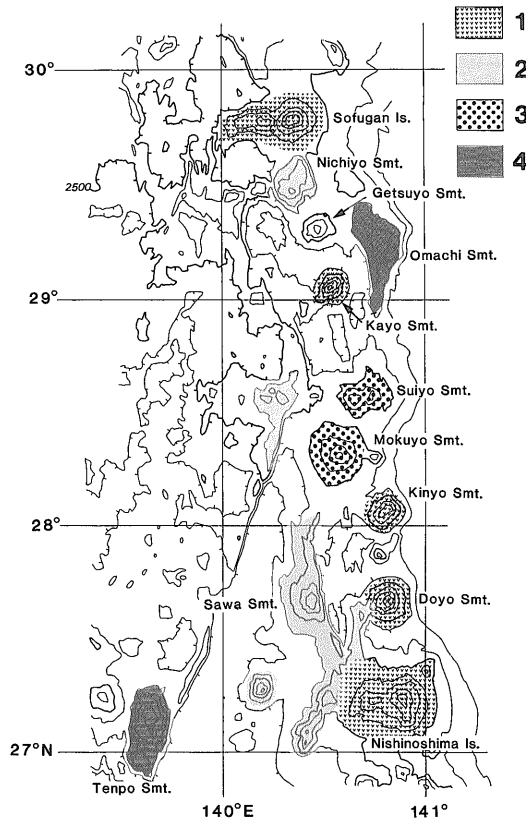 1
30°
2
Sofugan Is.
3
Nichiyo Smt.
4
2500
Getsuyo Smt.
Omachi Smt.
29°
Kayo Smt.
Suiyo Smt.
Mokuyo Smt.
Kinyo Smt.
28°
Sawa Smt.
Doyo Smt.
27°N
Nishinoshima Is.
Tenpo Smt.
140°E
141°